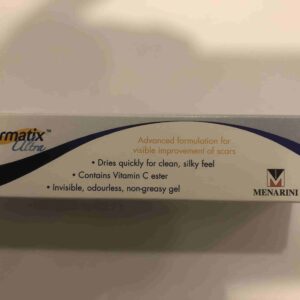 rmatix™
Ultra
Advanced formulation for
visible improvement of scars
• Dries quickly for clean, silky feel
• Contains Vitamin C ester
• Invisible, odourless, non-greasy gel
MENARINI